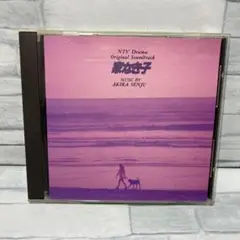 NTV Drama
Original Soundtrack
家なき子
MUSIC BY
AKIRA SENJU